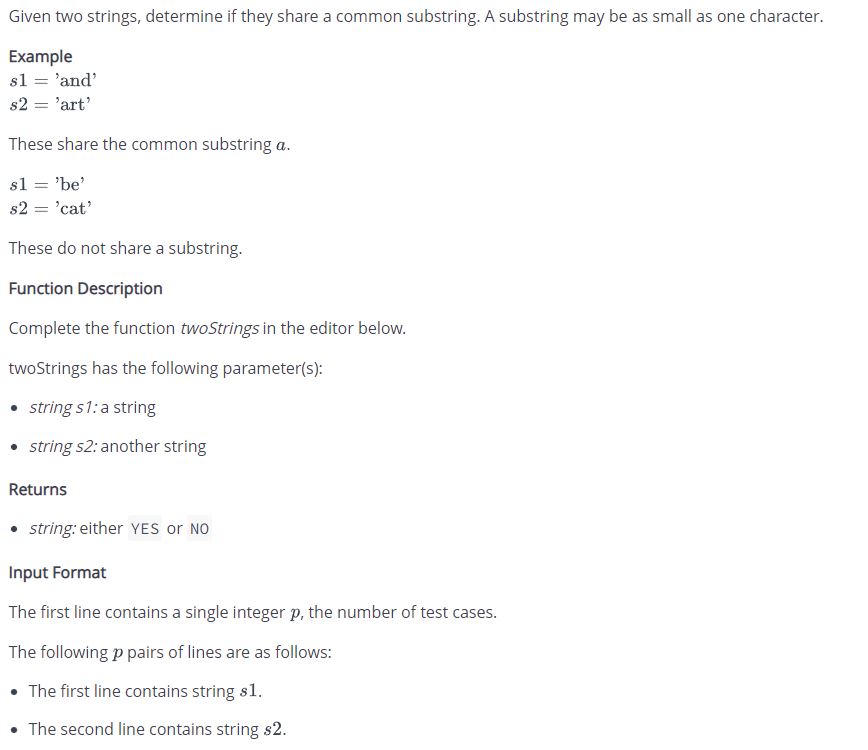 Given two strings, determine if they share a common substring. A substring may be as small as one character.
Example
s1 = ’and’
s2 = ’art’
These share the common substring a.
s1 = ’be’
s2 = ’cat’
These do not share a substring.
Function Description
Complete the function twoStrings in the editor below.
twoStrings has the following parameter(s):
• string s1: a string
• string s2: another string
Returns
• string: either YES or NO
Input Format
The first line contains a single integer p, the number of test cases.
The following p pairs of lines are as follows:
• The first line contains string s1.
• The second line contains string s2.